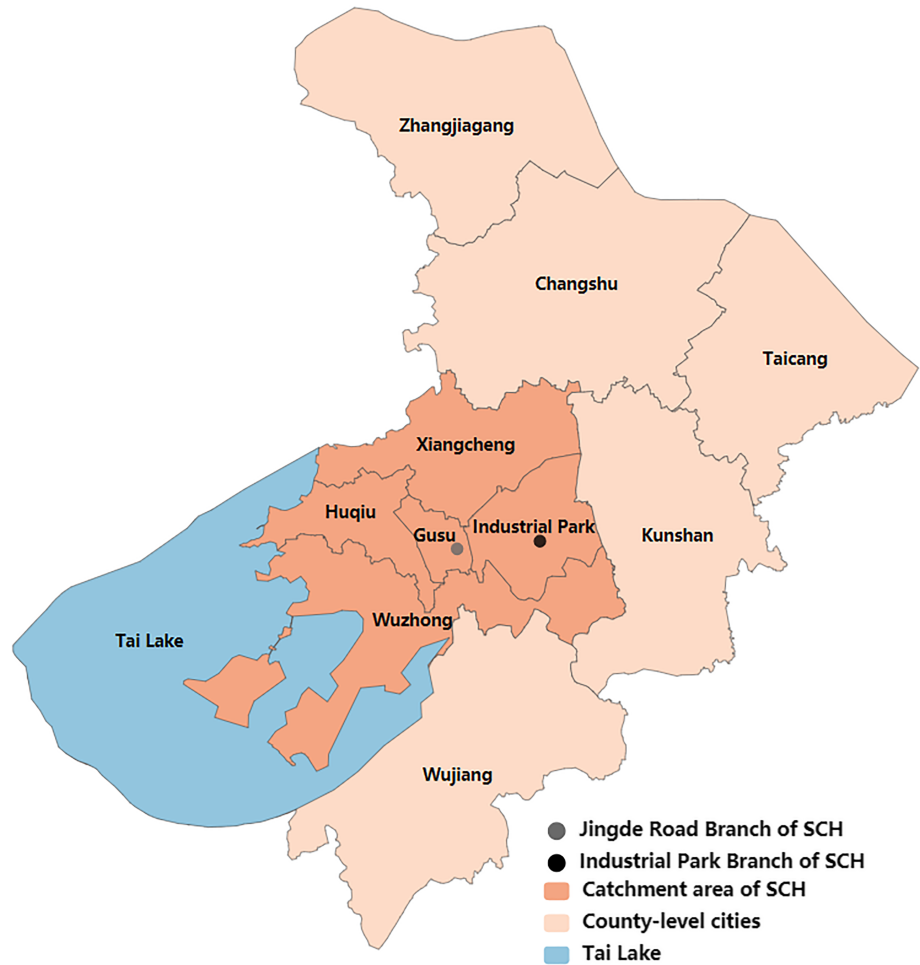 Zhangjiagang
Changshu
Taicang
Xiangcheng
Huqiu
Gusu
Industrial Park
Kunshan
Wuzhong
Tai Lake
Wujiang
Jingde Road Branch of SCH
Industrial Park Branch of SCH
Catchment area of SCH
County-level cities
Tai Lake